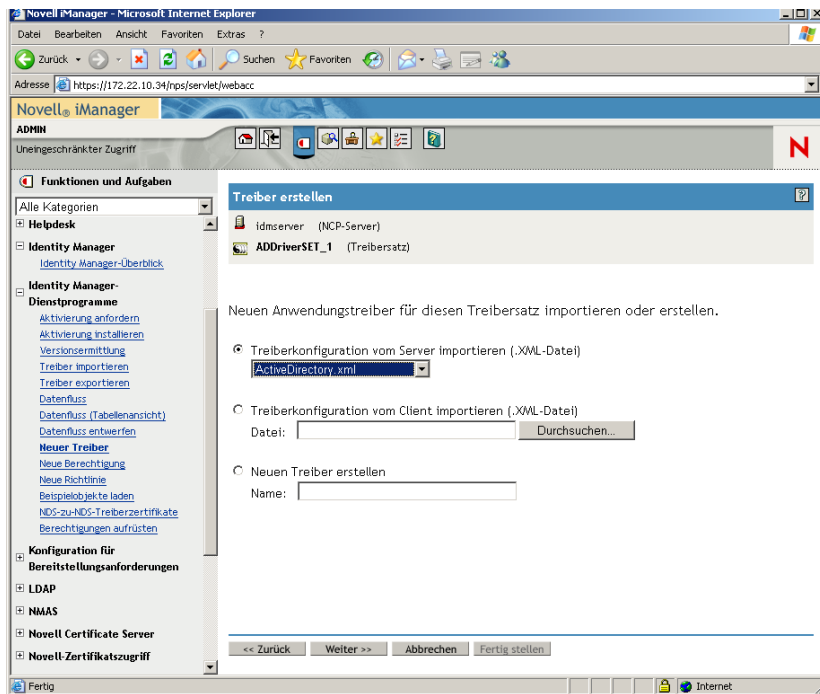 Novell iManager - Microsoft Internet Explorer
Datei Bearbeiten Ansicht Favoriten Extras ?
Zurück Suchen Favoriten
Adresse https://172.22.10.34/nps/servlet/webacc
Novell® iManager
ADMIN
Uneingeschränkter Zugriff
N
Funktionen und Aufgaben
Alle Kategorien
Helpdesk
Identity Manager
Identity Manager-Überblick
Identity Manager-
Dienstprogramme
Aktivierung anfordern
Aktivierung installieren
Versionsermittlung
Treiber importieren
Treiber exportieren
Datenfluss
Datenfluss (Tabellenansicht)
Datenfluss entwerfen
Neuer Treiber
Neue Berechtigung
Neue Richtlinie
Beispielobjekte laden
NDS-zu-NDS-Treiberzertifikate
Berechtigungen aufrüsten
Konfiguration für
Bereitstellungsanforderungen
LDAP
NMAS
Novell Certificate Server
Novell-Zertifikatszugriff
Treiber erstellen
idmserver (NCP-Server)
ADDriverSET_1 (Treibersatz)
Neuen Anwendungstreiber für diesen Treibersatz importieren oder erstellen.
Treiberkonfiguration vom Server importieren (.XML-Datei)
ActiveDirectory.xml
Treiberkonfiguration vom Client importieren (.XML-Datei)
Datei: Durchsuchen...
Neuen Treiber erstellen
Name:
<< Zurück Weiter >> Abbrechen Fertig stellen
Fertig Internet